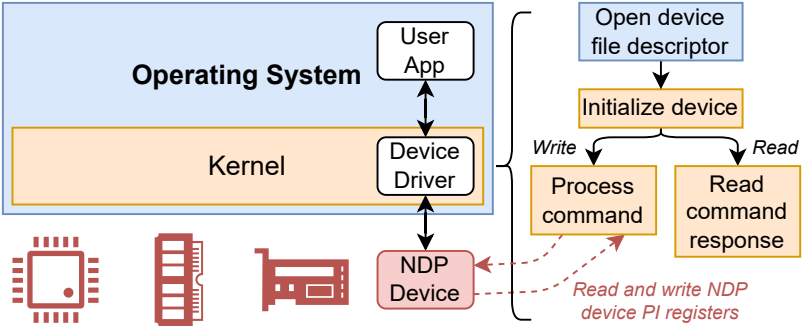 User
App
Operating System
Kernel
Device
Driver
NDP
Device
Open device
file descriptor
Initialize device
Write
Read
Process
command
Read
command
response
Read and write NDP
device PI registers